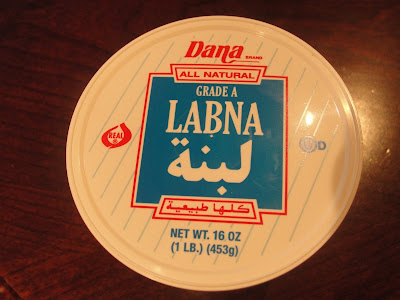 Dana BRAND
ALL NATURAL
GRADE A
LABNA
لبنة
REAL
D
كلها طبيعية
NET WT. 16 OZ
(1 LB.) (453g)